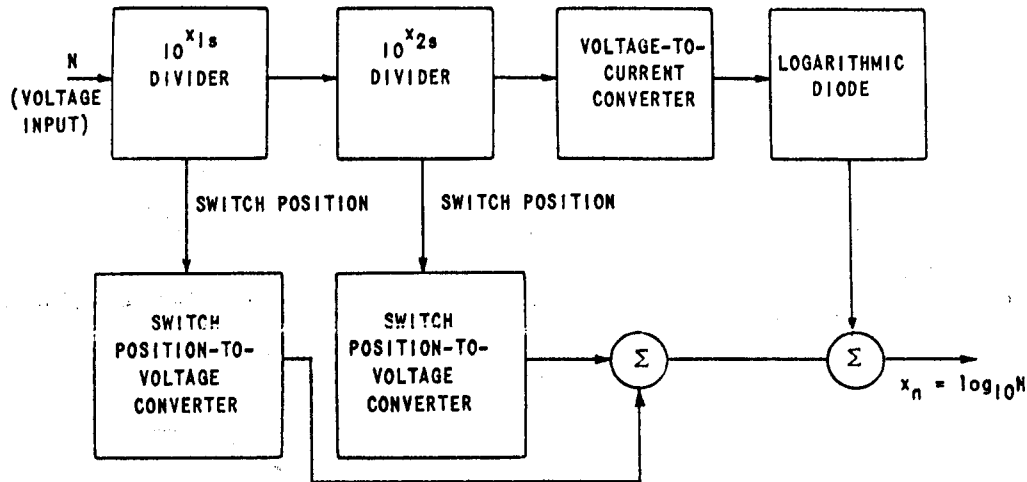 N
(VOLTAGE
INPUT)
10^x1s
DIVIDER
10^x2s
DIVIDER
VOLTAGE-TO-
CURRENT
CONVERTER
LOGARITHMIC
DIODE
SWITCH POSITION
SWITCH POSITION
SWITCH
POSITION-TO-
VOLTAGE
CONVERTER
SWITCH
POSITION-TO-
VOLTAGE
CONVERTER
Σ
Σ
x_n = log_10 N